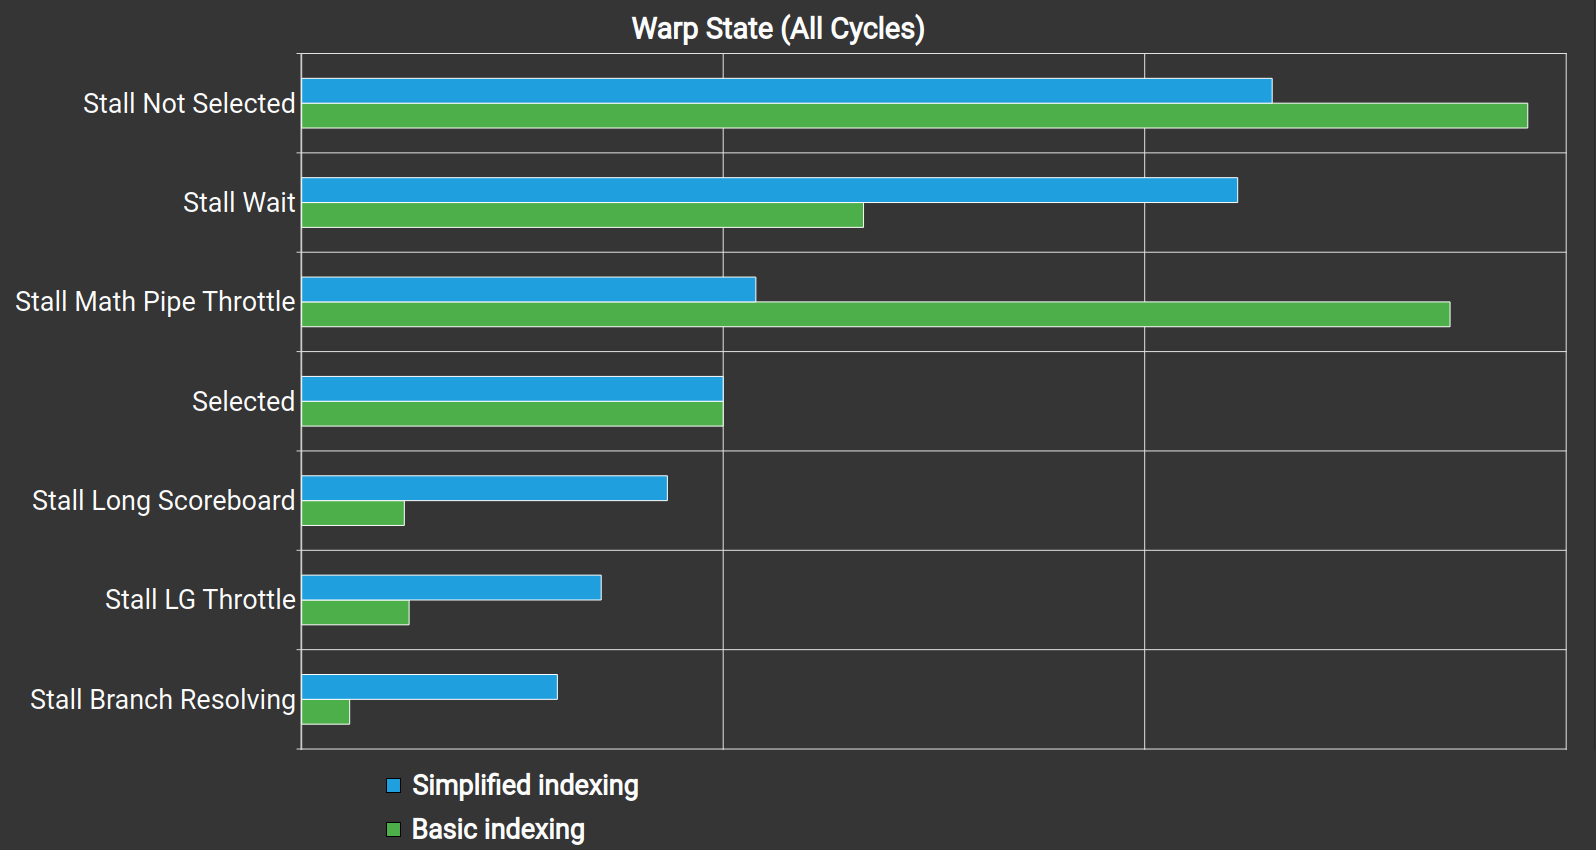 Warp State (All Cycles)
Stall Not Selected
Stall Wait
Stall Math Pipe Throttle
Selected
Stall Long Scoreboard
Stall LG Throttle
Stall Branch Resolving
Simplified indexing
Basic indexing